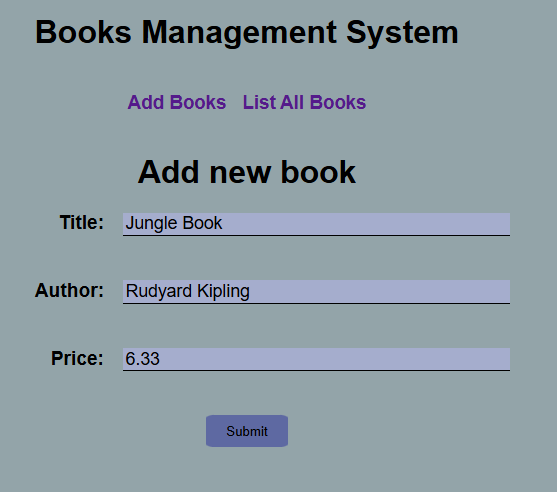 Books Management System
Add Books List All Books
Add new book
Title: Jungle Book
Author: Rudyard Kipling
Price: 6.33
Submit